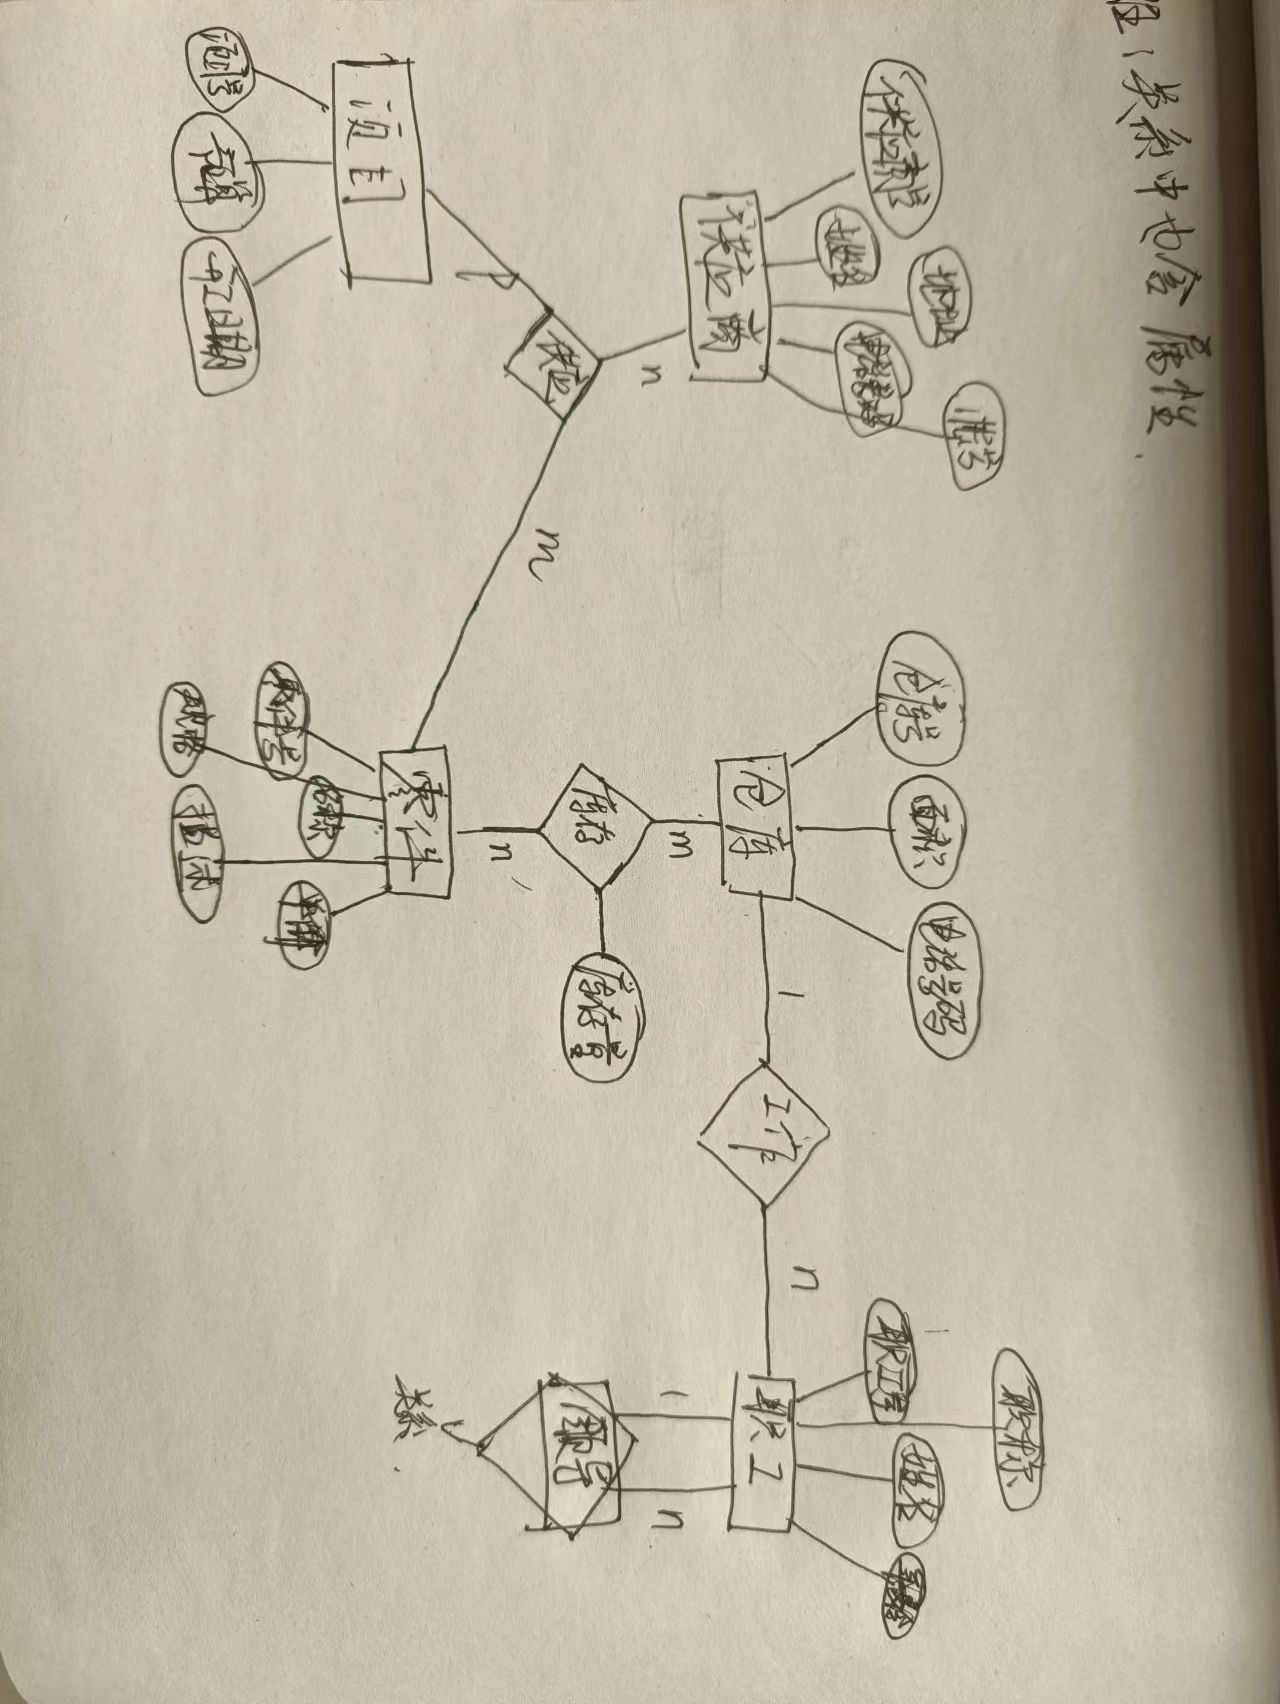 注：关系中也含属性.
职称
账号
地址
供应商号
姓名
电话号码
仓库号
面积
电话号码
职工号
姓名
供应商
仓库
1
工作
n
职工
n
m
1
n
供应
库存
库存量
领导
m
P
n
关系.
项目
零件
名称
零件号
单价
项目号
预算
开工日期
规格
描述